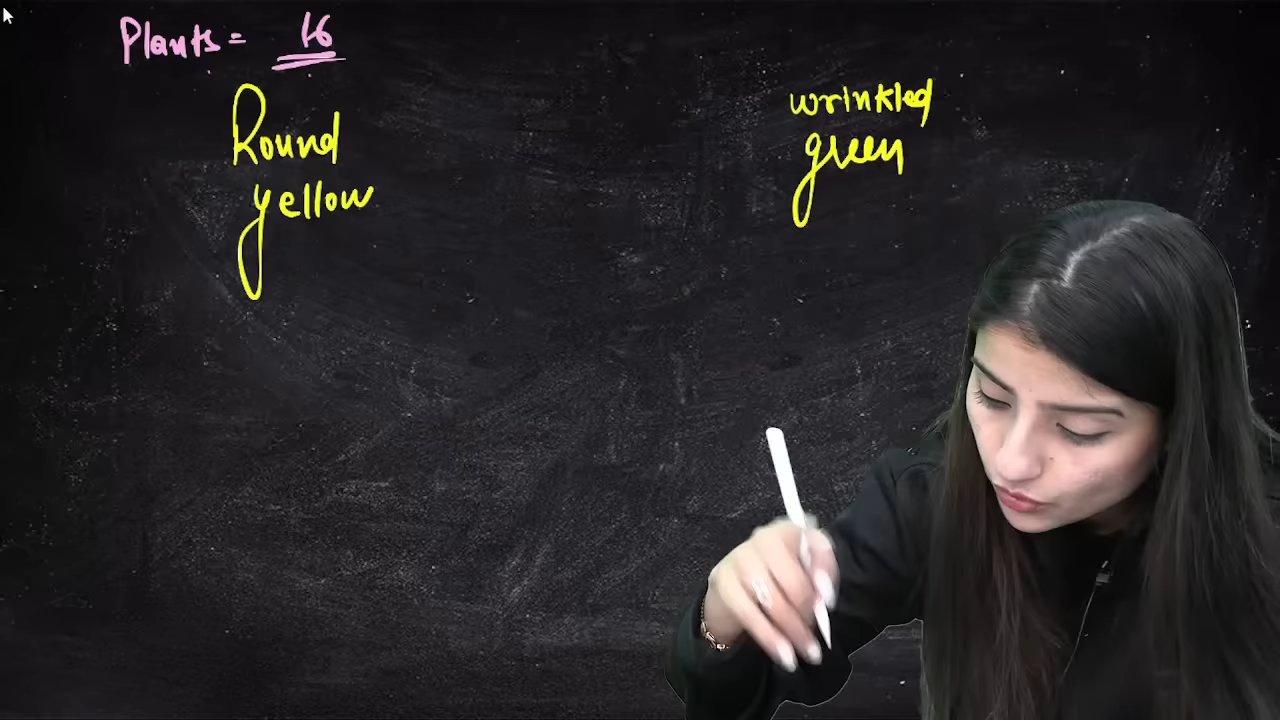 Plants = 16
Round
yellow
wrinkled
green